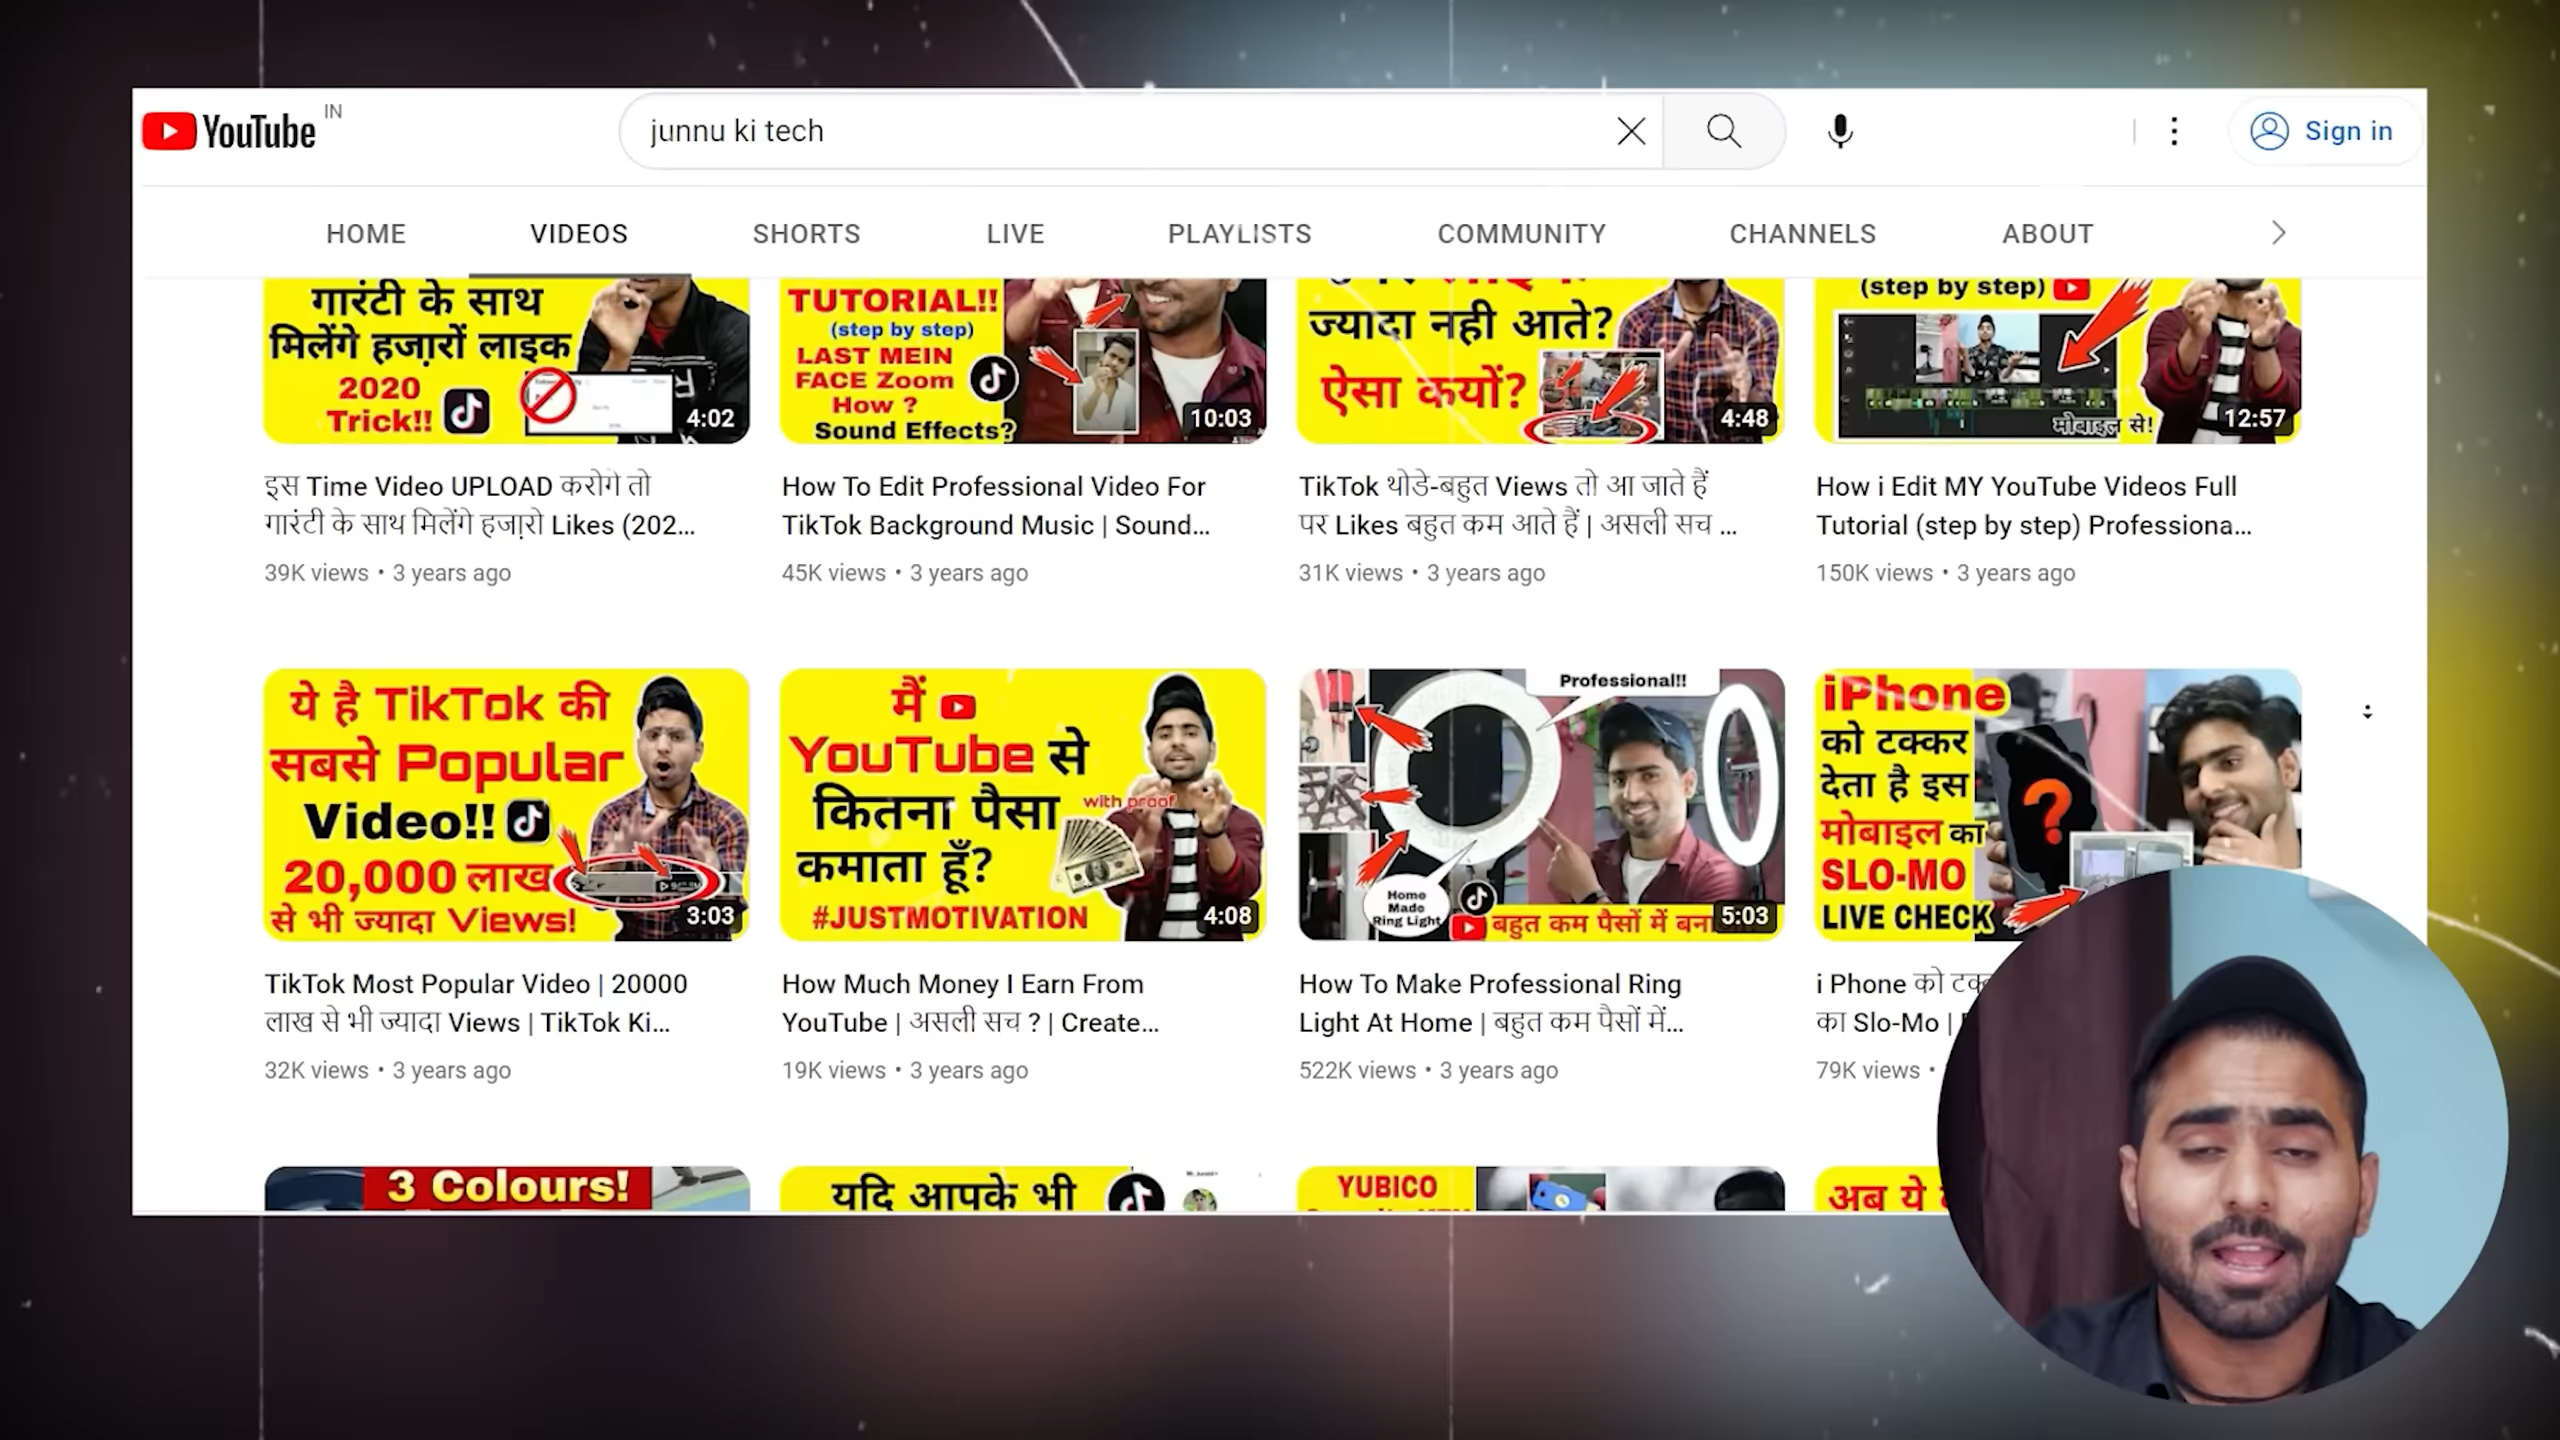 YouTube IN
junnu ki tech
Sign in
HOME VIDEOS SHORTS LIVE PLAYLISTS COMMUNITY CHANNELS ABOUT
गारंटी के साथ
मिलेंगे हजा़रों लाइक
2020
Trick!!
4:02
TUTORIAL!!
(step by step)
LAST MEIN
FACE Zoom
How ?
Sound Effects?
10:03
ज्यादा नही आते?
ऐसा कयों?
4:48
(step by step)
मोबाइल से!
12:57
इस Time Video UPLOAD करोगे तो
गारंटी के साथ मिलेंगे हजा़रो Likes (202...
39K views • 3 years ago
How To Edit Professional Video For
TikTok Background Music | Sound...
45K views • 3 years ago
TikTok थोडे-बहुत Views तो आ जाते हैं
पर Likes बहुत कम आते हैं | असली सच ...
31K views • 3 years ago
How i Edit MY YouTube Videos Full
Tutorial (step by step) Professiona...
150K views • 3 years ago
ये है TikTok की
सबसे Popular
Video!!
20,000 लाख
से भी ज्यादा Views!
3:03
मैं
YouTube से
कितना पैसा
with proof
कमाता हूँ?
#JUSTMOTIVATION
4:08
Professional!!
Home
Made
Ring Light
बहुत कम पैसों में
5:03
iPhone
को टक्कर
देता है इस
मोबाइल का
SLO-MO
LIVE CHECK
TikTok Most Popular Video | 20000
लाख से भी ज्यादा Views | TikTok Ki...
32K views • 3 years ago
How Much Money I Earn From
YouTube | असली सच ? | Create...
19K views • 3 years ago
How To Make Professional Ring
Light At Home | बहुत कम पैसों में...
522K views • 3 years ago
i Phone को
का Slo-Mo |
79K views •
3 Colours!
यदि आपके भी
YUBICO
अब ये